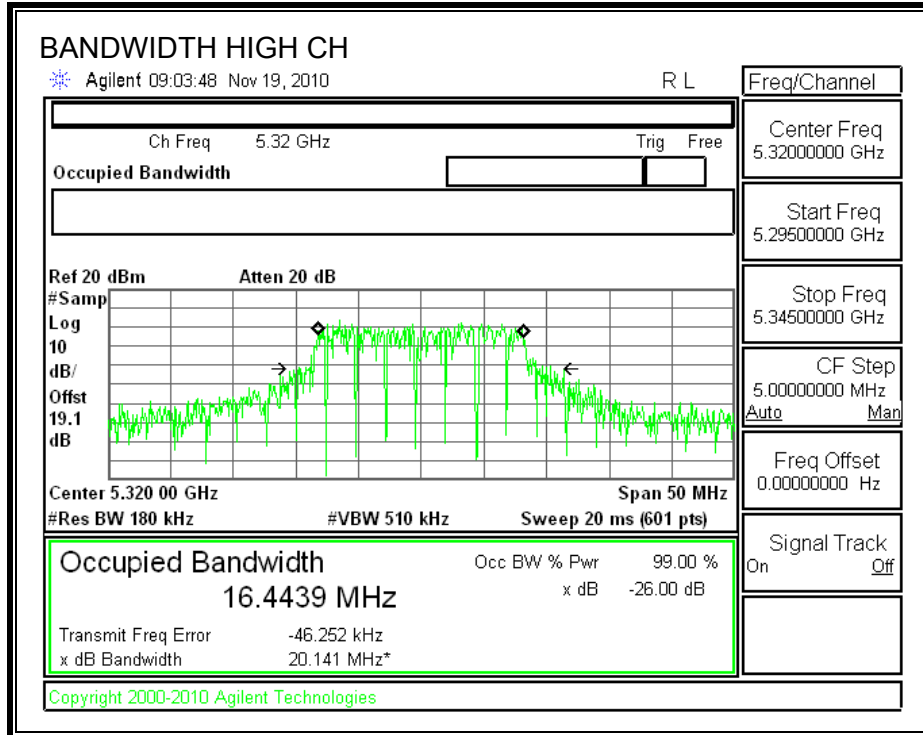 BANDWIDTH HIGH CH
Agilent 09:03:48 Nov 19, 2010 R L
Freq/Channel
Ch Freq 5.32 GHz Trig Free
Occupied Bandwidth
Center Freq
5.32000000 GHz
Start Freq
5.29500000 GHz
Stop Freq
5.34500000 GHz
CF Step
5.00000000 MHz
Auto Man
Freq Offset
0.00000000 Hz
Signal Track
On Off
Ref 20 dBm Atten 20 dB
#Samp
Log
10
dB/
Offst
19.1
dB
Center 5.320 00 GHz Span 50 MHz
#Res BW 180 kHz #VBW 510 kHz Sweep 20 ms (601 pts)
Occupied Bandwidth
16.4439 MHz
Occ BW % Pwr 99.00 %
x dB -26.00 dB
Transmit Freq Error -46.252 kHz
x dB Bandwidth 20.141 MHz*
Copyright 2000-2010 Agilent Technologies